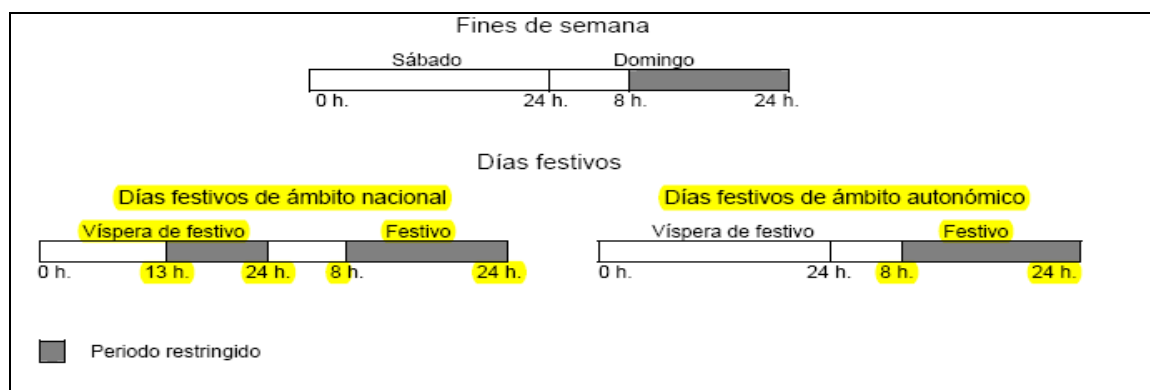 Fines de semana
Sábado Domingo
0 h. 24 h. 8 h. 24 h.
Días festivos
Días festivos de ámbito nacional
Víspera de festivo Festivo
0 h. 13 h. 24 h. 8 h. 24 h.
Días festivos de ámbito autonómico
Víspera de festivo Festivo
0 h. 24 h. 8 h. 24 h.
Periodo restringido